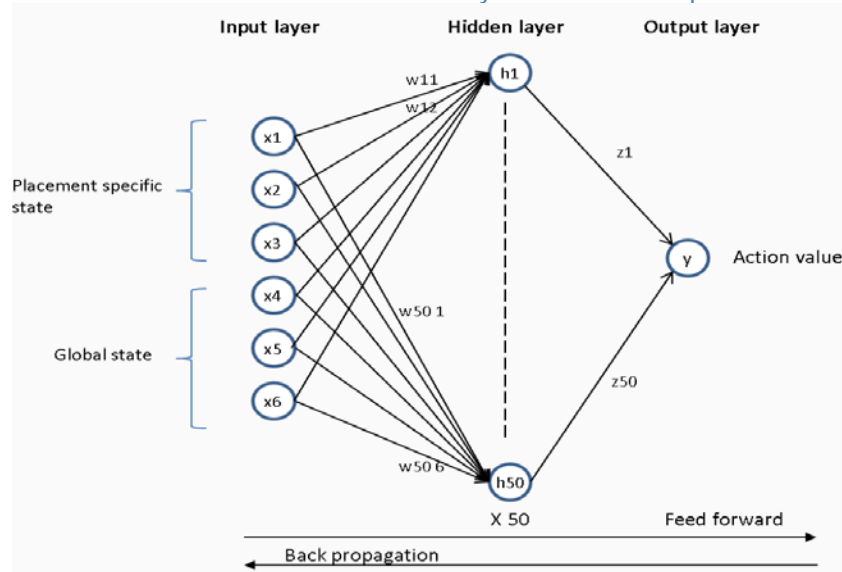 Input layer
Hidden layer
Output layer
h1
w11
w12
x1
z1
Placement specific
state
x2
x3
y
Action value
x4
w50 1
Global state
x5
x6
z50
w50 6
h50
X 50
Feed forward
Back propagation